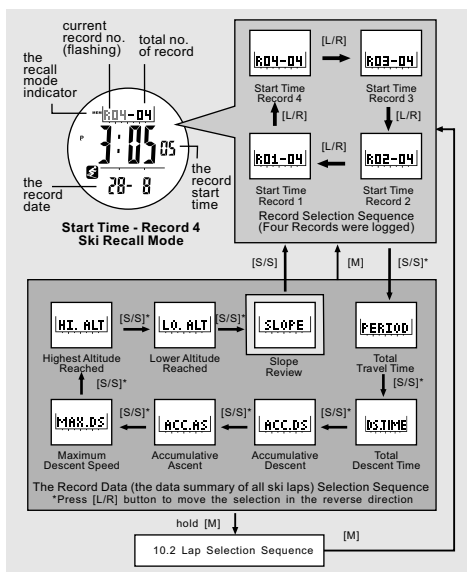 current
record no.
(flashing)
total no.
of record
the
recall
mode
indicator
R04-04
P
3:05 05
28- 8
the
record
date
the
record
start
time
Start Time - Record 4
Ski Recall Mode
R04-04
[L/R]
R03-04
Start Time
Record 4
Start Time
Record 3
[L/R]
[L/R]
R01-04
[L/R]
R02-04
Start Time
Record 1
Start Time
Record 2
Record Selection Sequence
(Four Records were logged)
[S/S]
[M]
[S/S]*
HI. ALT
[S/S]*
LO. ALT
[S/S]*
SLOPE
PERIOD
Highest Altitude
Reached
Lower Altitude
Reached
Slope
Review
Total
Travel Time
[S/S]*
[S/S]*
MAX.DS
[S/S]*
ACC.AS
[S/S]*
ACC.DS
[S/S]*
DS.TIME
Maximum
Descent Speed
Accumulative
Ascent
Accumulative
Descent
Total
Descent Time
The Record Data (the data summary of all ski laps) Selection Sequence
*Press [L/R] button to move the selection in the reverse direction
hold [M]
[M]
10.2 Lap Selection Sequence